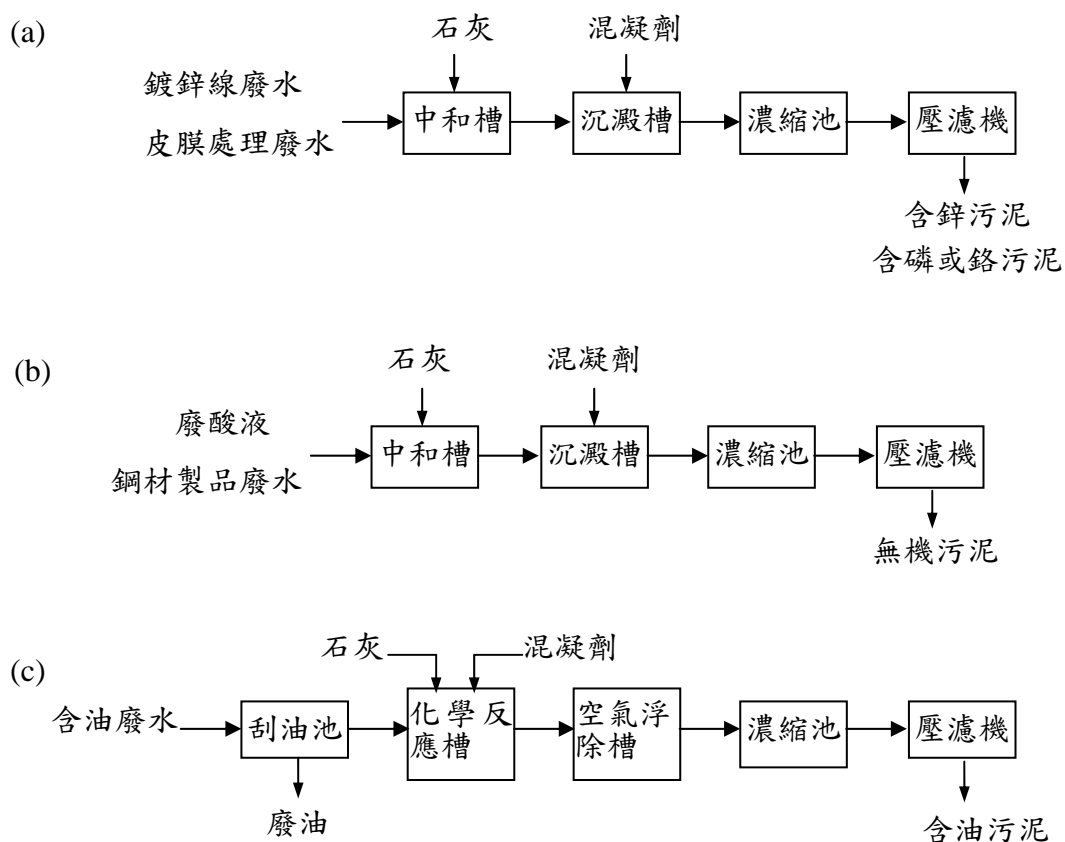 (a)
石灰
混凝劑
鍍鋅線廢水
皮膜處理廢水
中和槽
沉澱槽
濃縮池
壓濾機
含鋅污泥
含磷或鉻污泥
(b)
石灰
混凝劑
廢酸液
鋼材製品廢水
中和槽
沉澱槽
濃縮池
壓濾機
無機污泥
(c)
石灰
混凝劑
含油廢水
刮油池
化學反
應槽
空氣浮
除槽
濃縮池
壓濾機
廢油
含油污泥